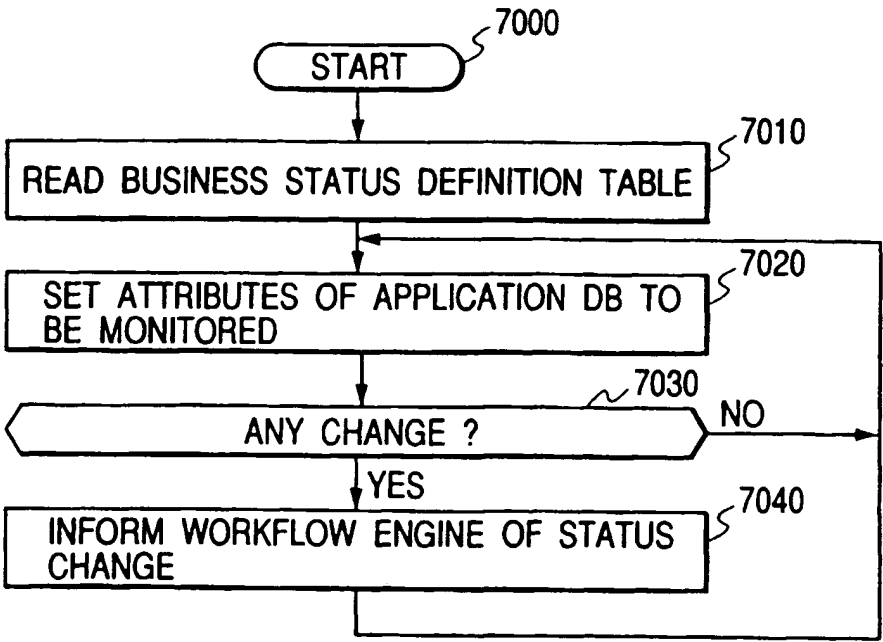 7000
START
7010
READ BUSINESS STATUS DEFINITION TABLE
7020
SET ATTRIBUTES OF APPLICATION DB TO
BE MONITORED
7030
ANY CHANGE ?
NO
YES
7040
INFORM WORKFLOW ENGINE OF STATUS
CHANGE